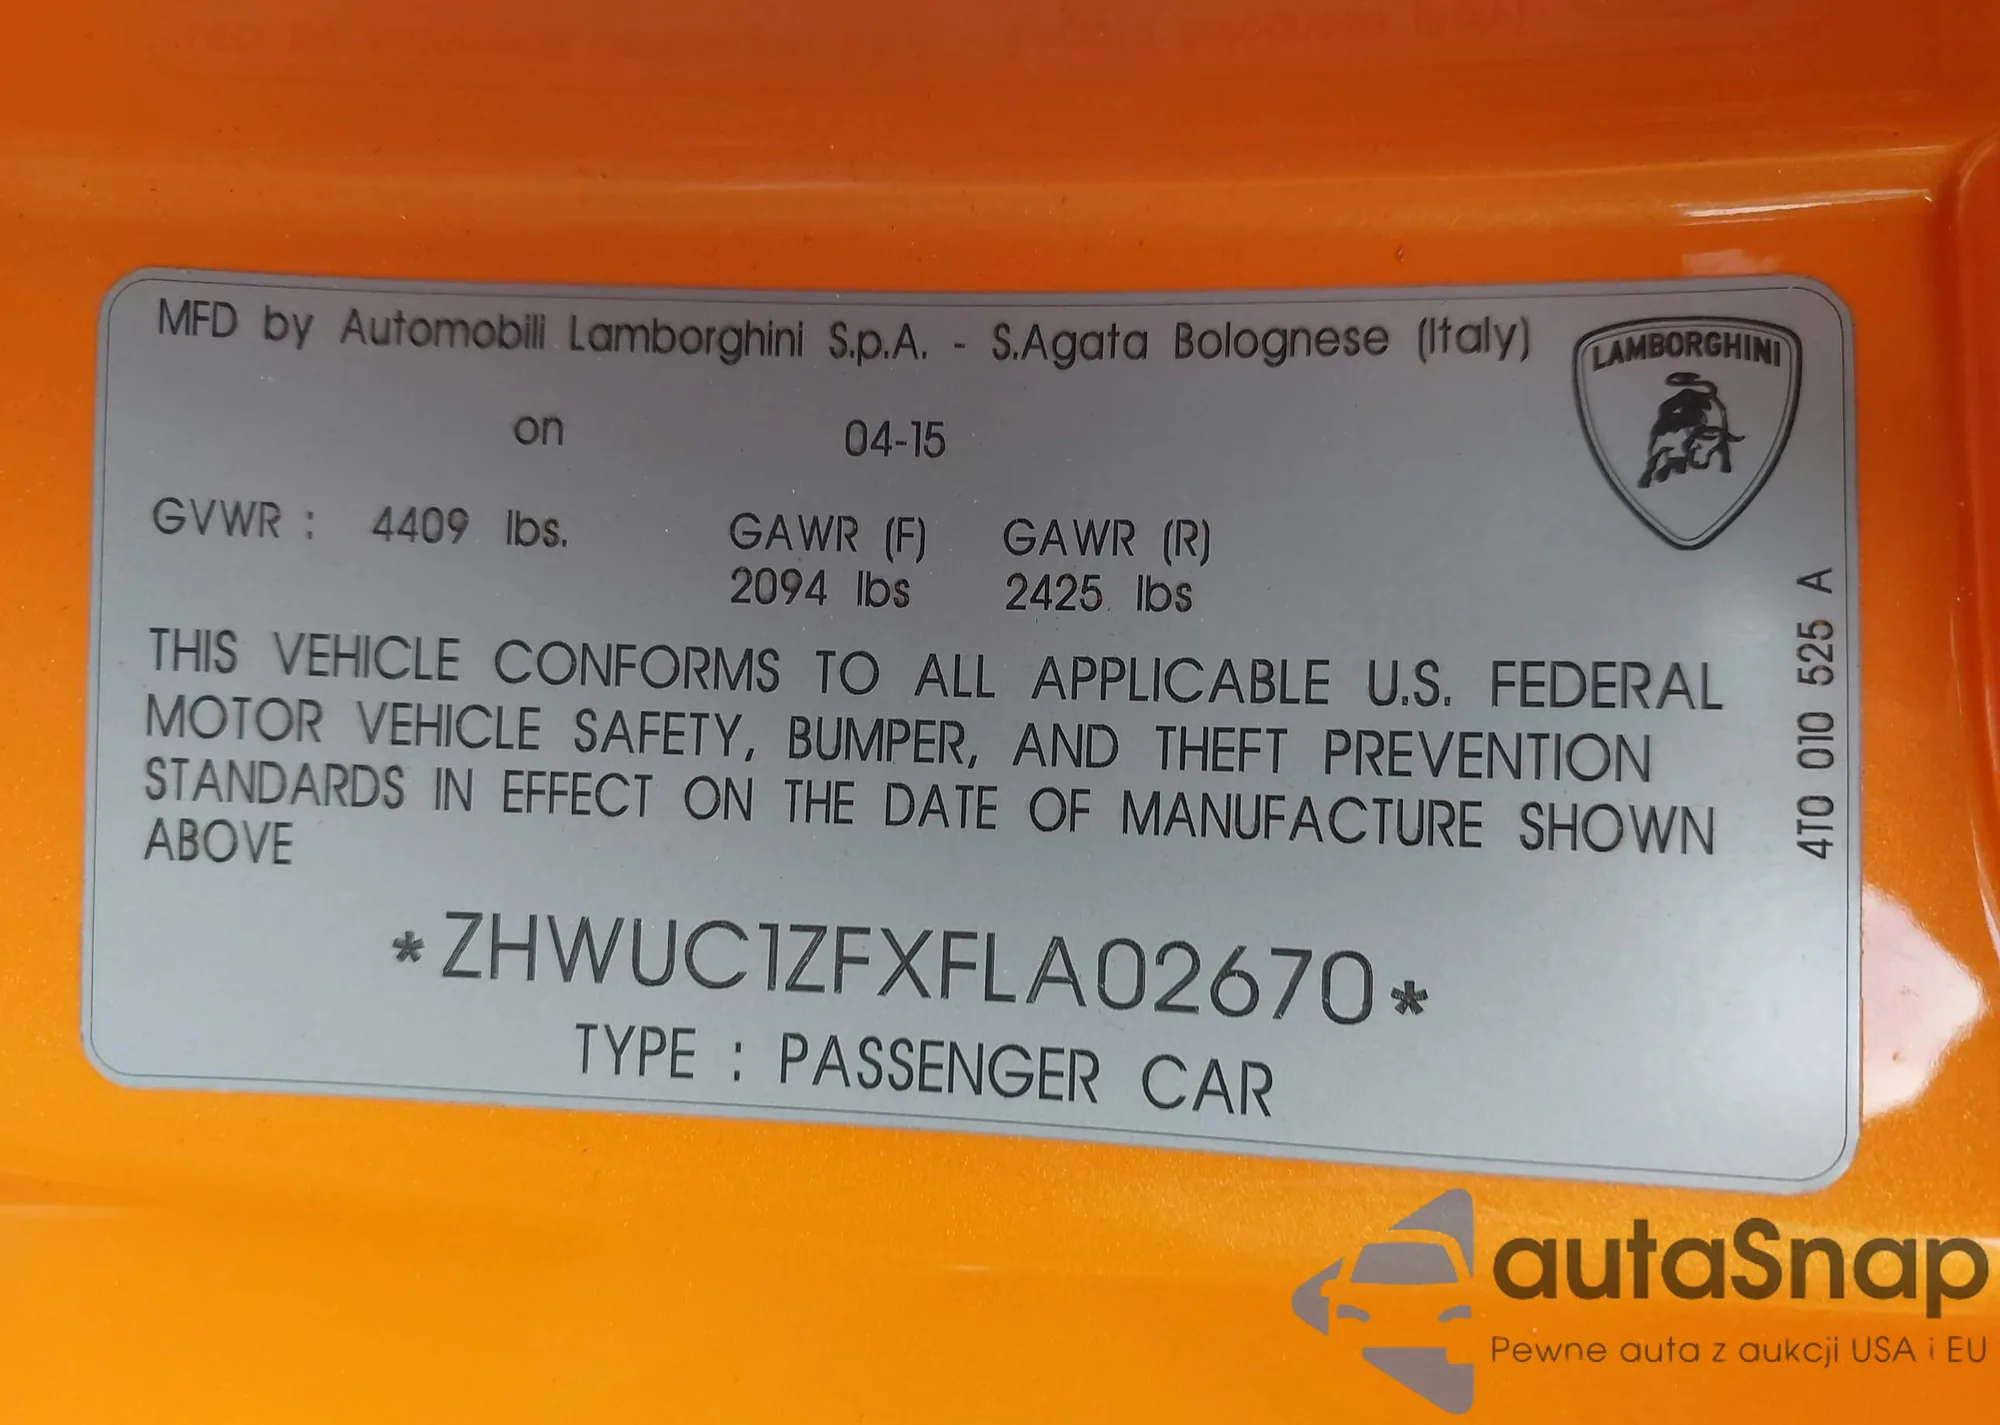 MFD by Automobili Lamborghini S.p.A. - S.Agata Bolognese (Italy)
LAMBORGHINI
on 04-15
GVWR : 4409 lbs. GAWR (F) GAWR (R)
2094 lbs 2425 lbs
THIS VEHICLE CONFORMS TO ALL APPLICABLE U.S. FEDERAL
MOTOR VEHICLE SAFETY, BUMPER, AND THEFT PREVENTION
STANDARDS IN EFFECT ON THE DATE OF MANUFACTURE SHOWN
ABOVE
*ZHWUC1ZFXFLA02670*
TYPE : PASSENGER CAR
4T0 010 525 A
autaSnap
Pewne auta z aukcji USA i EU